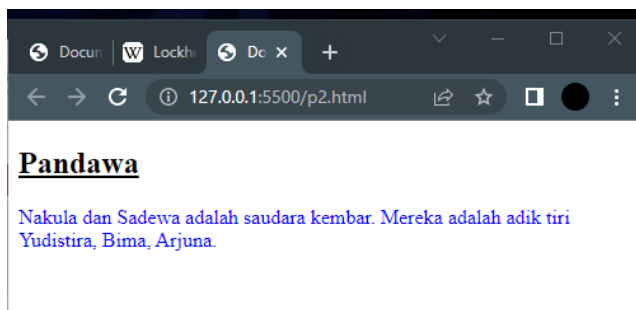 Docun
W Lockh
Do
127.0.0.1:5500/p2.html
Pandawa
Nakula dan Sadewa adalah saudara kembar. Mereka adalah adik tiri
Yudistira, Bima, Arjuna.